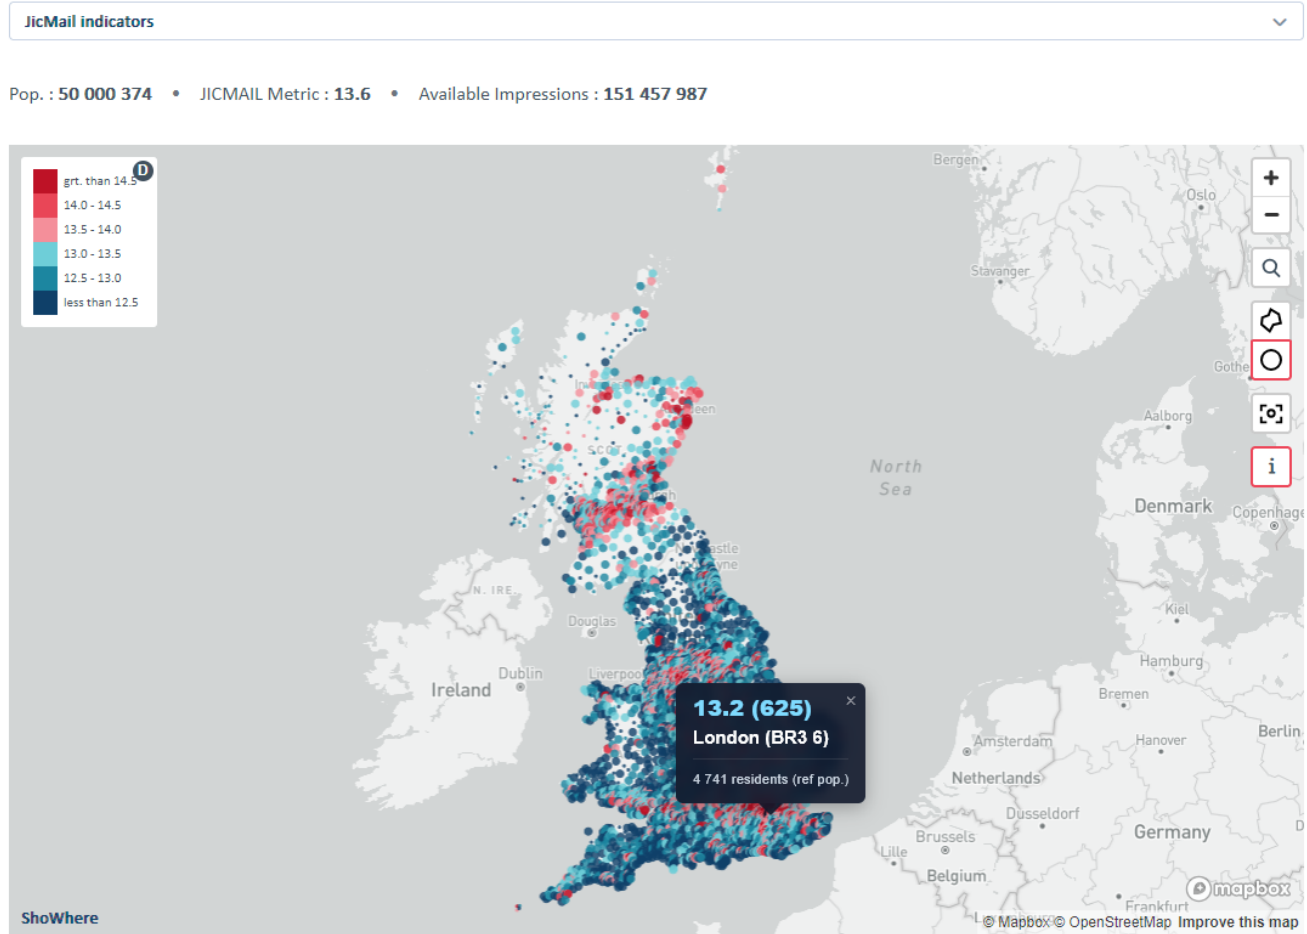 JicMail indicators
Pop. : 50 000 374 • JICMAIL Metric : 13.6 • Available Impressions : 151 457 987
D
grt. than 14.5
14.0 - 14.5
13.5 - 14.0
13.0 - 13.5
12.5 - 13.0
less than 12.5
Bergen
Oslo
Stavanger
Gothe
Aalborg
een
SCOT
North
Sea
Denmark
Copenhage
N. IRE.
Douglas
Kiel
Hamburg
Dublin
Liverpoo
Ireland
Bremen
13.2 (625) ×
London (BR3 6)
4 741 residents (ref pop.)
Berlin
Amsterdam
Hanover
Netherlands
Dusseldorf
Germany
Brussels
Lille
Belgium
mapbox
Frankfurt
ShoWhere
© Mapbox © OpenStreetMap Improve this map
+
−
i